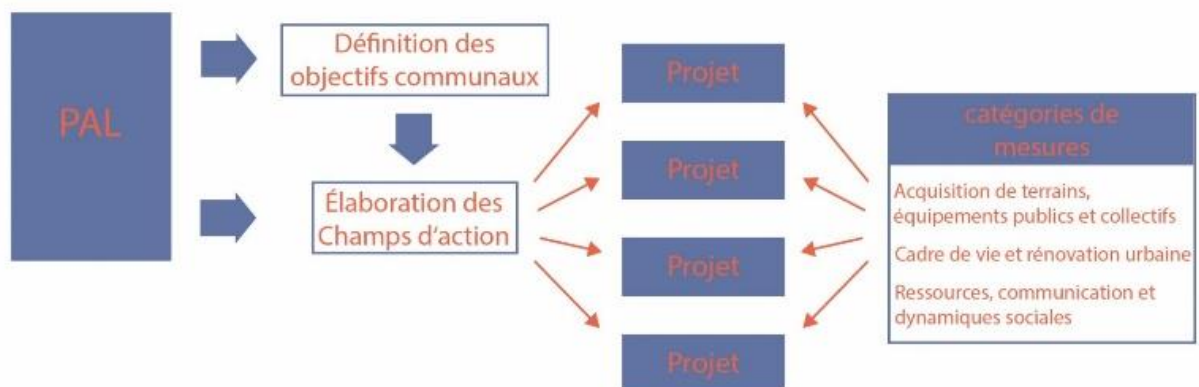 PAL
Définition des
objectifs communaux
Élaboration des
Champs d'action
Projet
Projet
Projet
Projet
catégories de
mesures
Acquisition de terrains,
équipements publics et collectifs
Cadre de vie et rénovation urbaine
Ressources, communication et
dynamiques sociales